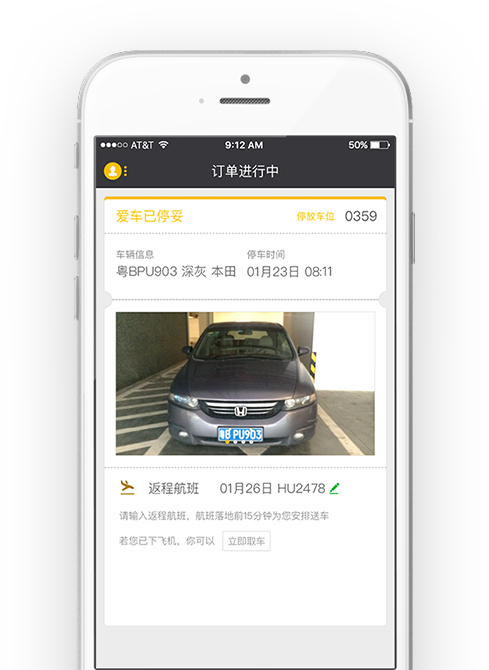 ●●●○○ AT&T 9:12 AM 50%
订单进行中
爱车已停妥 停放车位 0359
车辆信息 停车时间
粤BPU903 深灰 本田 01月23日 08:11
粤B PU903
返程航班 01月26日 HU2478
请输入返程航班，航班落地前15分钟为您安排送车
若您已下飞机，你可以 立即取车